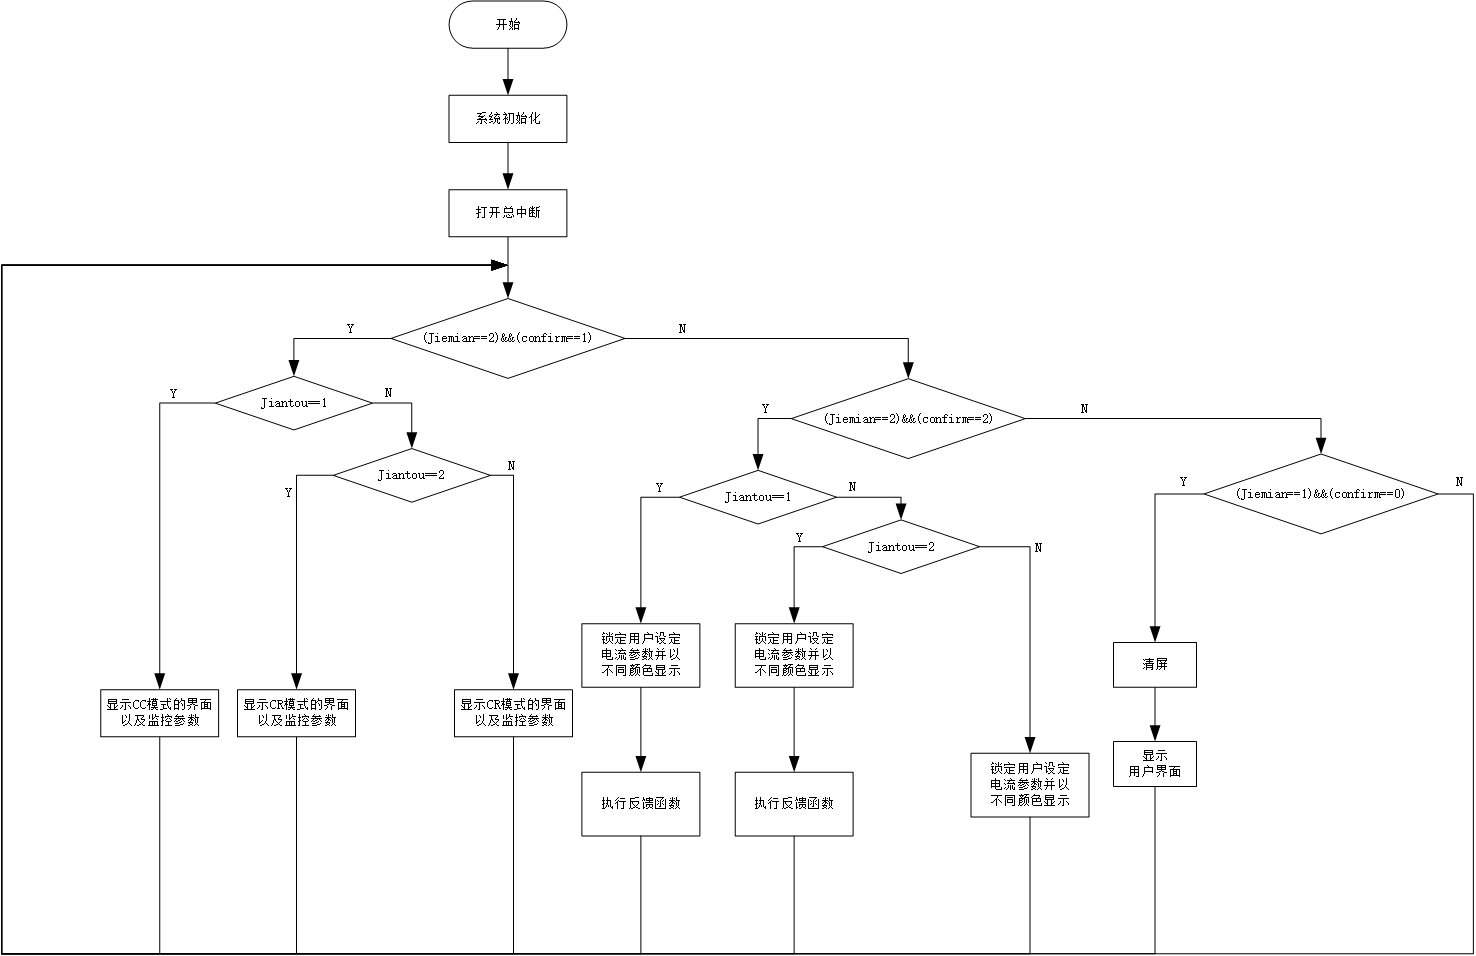 开始
系统初始化
打开总中断
(Jiemian==2)&&(confirm==1)
Y
N
Jiantou==1
Y
N
Jiantou==2
Y
N
(Jiemian==2)&&(confirm==2)
Y
N
Jiantou==1
Y
N
Jiantou==2
Y
N
(Jiemian==1)&&(confirm==0)
Y
N
显示CC模式的界面
以及监控参数
显示CR模式的界面
以及监控参数
显示CR模式的界面
以及监控参数
锁定用户设定
电流参数并以
不同颜色显示
执行反馈函数
锁定用户设定
电流参数并以
不同颜色显示
执行反馈函数
锁定用户设定
电流参数并以
不同颜色显示
清屏
显示
用户界面